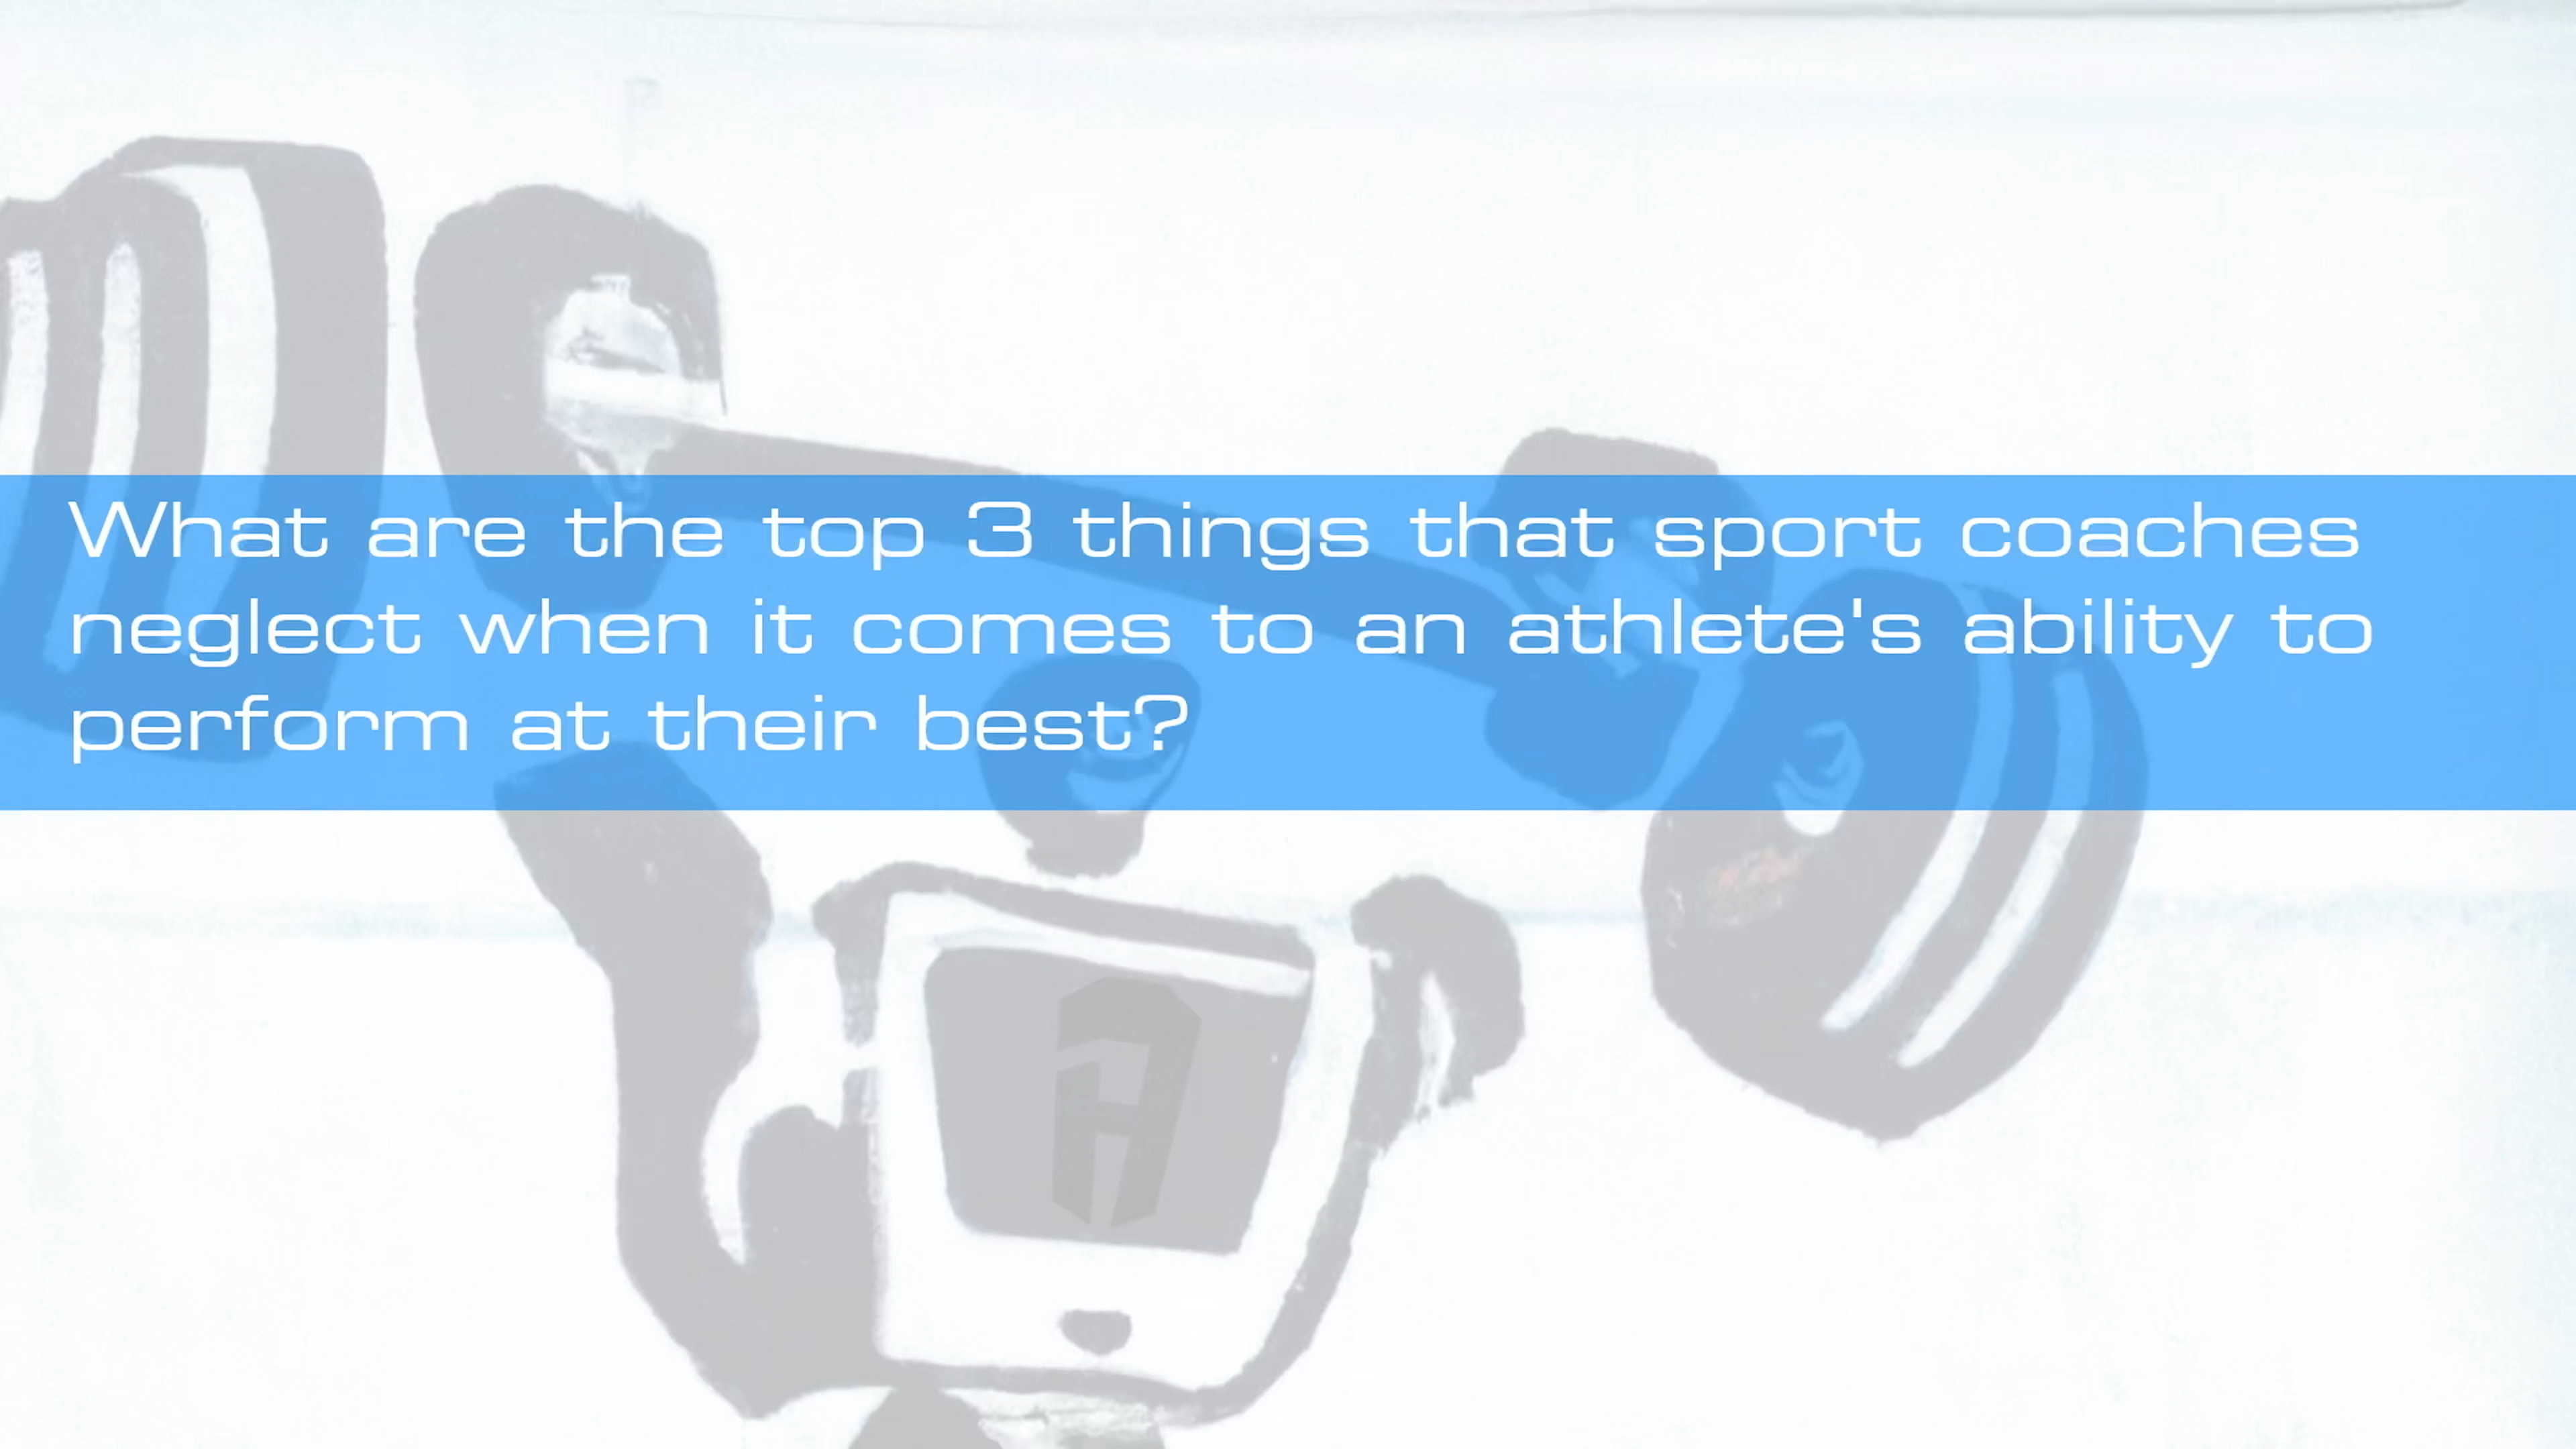 What are the top 3 things that sport coaches
neglect when it comes to an athlete's ability to
perform at their best?